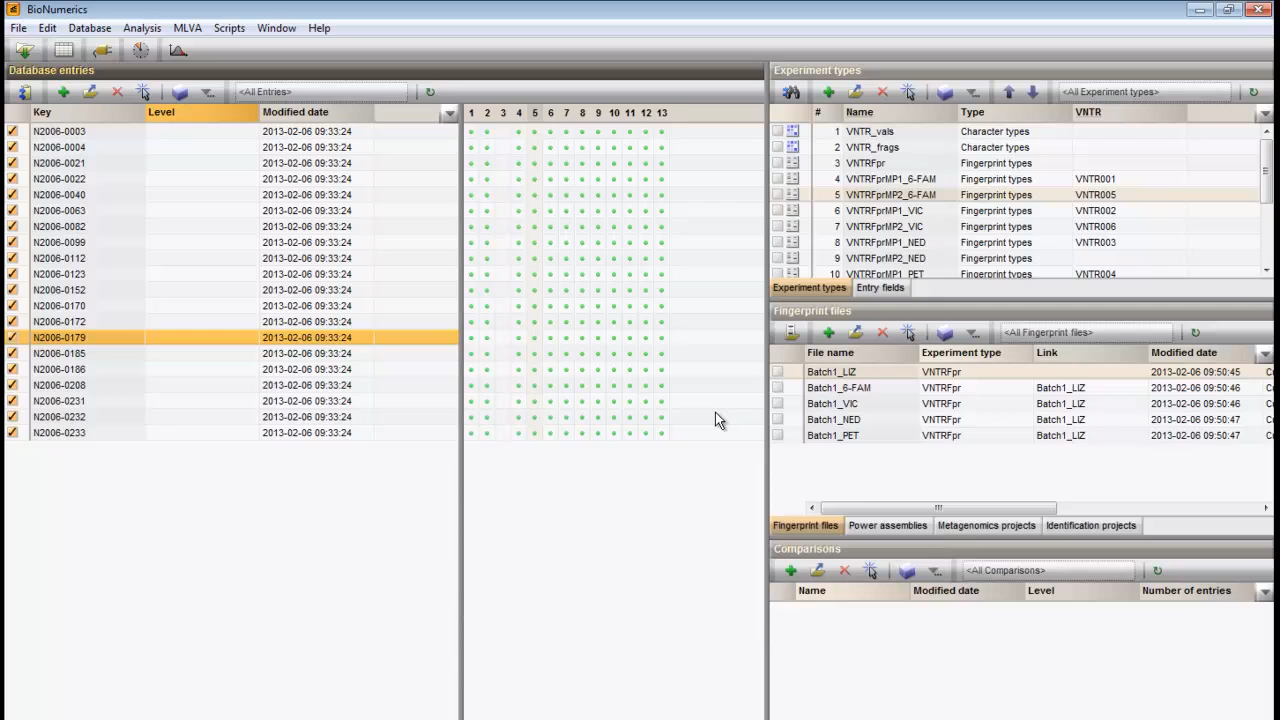 BioNumerics
File Edit Database Analysis MLVA Scripts Window Help
Database entries
<All Entries>
Key Level Modified date 1 2 3 4 5 6 7 8 9 10 11 12 13
N2006-0003 2013-02-06 09:33:24
N2006-0004 2013-02-06 09:33:24
N2006-0021 2013-02-06 09:33:24
N2006-0022 2013-02-06 09:33:24
N2006-0040 2013-02-06 09:33:24
N2006-0063 2013-02-06 09:33:24
N2006-0082 2013-02-06 09:33:24
N2006-0099 2013-02-06 09:33:24
N2006-0112 2013-02-06 09:33:24
N2006-0123 2013-02-06 09:33:24
N2006-0152 2013-02-06 09:33:24
N2006-0170 2013-02-06 09:33:24
N2006-0172 2013-02-06 09:33:24
N2006-0179 2013-02-06 09:33:24
N2006-0185 2013-02-06 09:33:24
N2006-0186 2013-02-06 09:33:24
N2006-0208 2013-02-06 09:33:24
N2006-0231 2013-02-06 09:33:24
N2006-0232 2013-02-06 09:33:24
N2006-0233 2013-02-06 09:33:24
Experiment types
<All Experiment types>
# Name Type VNTR
1 VNTR_vals Character types
2 VNTR_frags Character types
3 VNTRFpr Fingerprint types
4 VNTRFprMP1_6-FAM Fingerprint types VNTR001
5 VNTRFprMP2_6-FAM Fingerprint types VNTR005
6 VNTRFprMP1_VIC Fingerprint types VNTR002
7 VNTRFprMP2_VIC Fingerprint types VNTR006
8 VNTRFprMP1_NED Fingerprint types VNTR003
9 VNTRFprMP2_NED Fingerprint types
10 VNTRFprMP1_PET Fingerprint types VNTR004
Experiment types Entry fields
Fingerprint files
<All Fingerprint files>
File name Experiment type Link Modified date
Batch1_LIZ VNTRFpr 2013-02-06 09:50:45
Batch1_6-FAM VNTRFpr Batch1_LIZ 2013-02-06 09:50:46
Batch1_VIC VNTRFpr Batch1_LIZ 2013-02-06 09:50:46
Batch1_NED VNTRFpr Batch1_LIZ 2013-02-06 09:50:47
Batch1_PET VNTRFpr Batch1_LIZ 2013-02-06 09:50:47
Fingerprint files Power assemblies Metagenomics projects Identification projects
Comparisons
<All Comparisons>
Name Modified date Level Number of entries